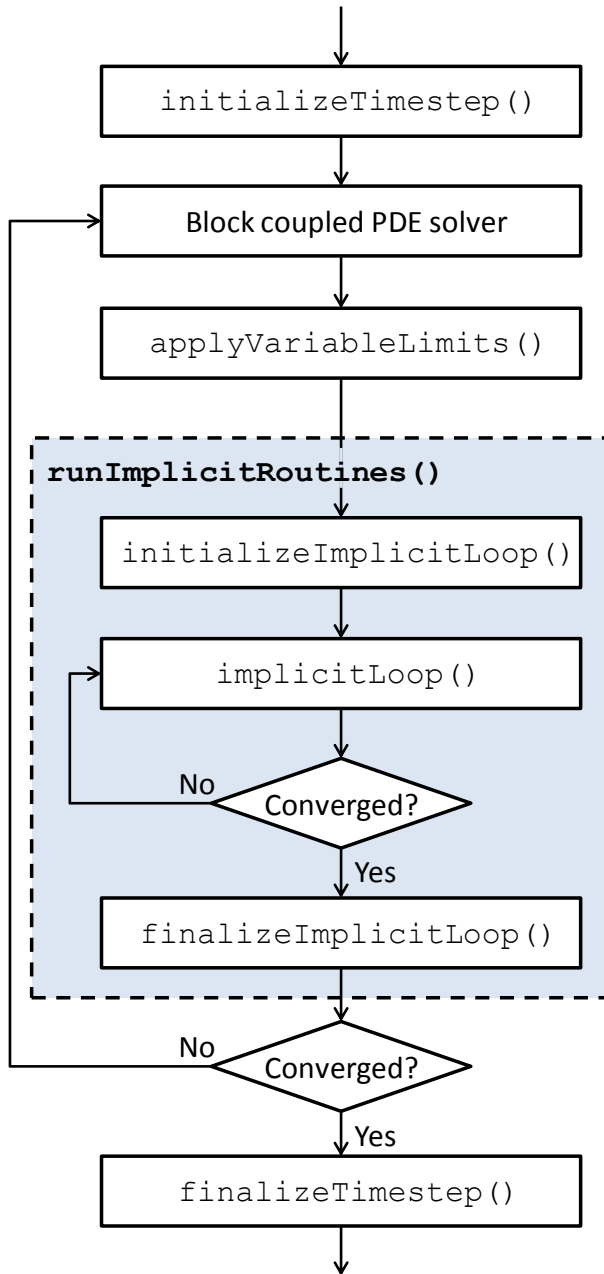 initializeTimestep()
Block coupled PDE solver
applyVariableLimits()
runImplicitRoutines()
initializeImplicitLoop()
implicitLoop()
No
Converged?
Yes
finalizeImplicitLoop()
No
Converged?
Yes
finalizeTimestep()